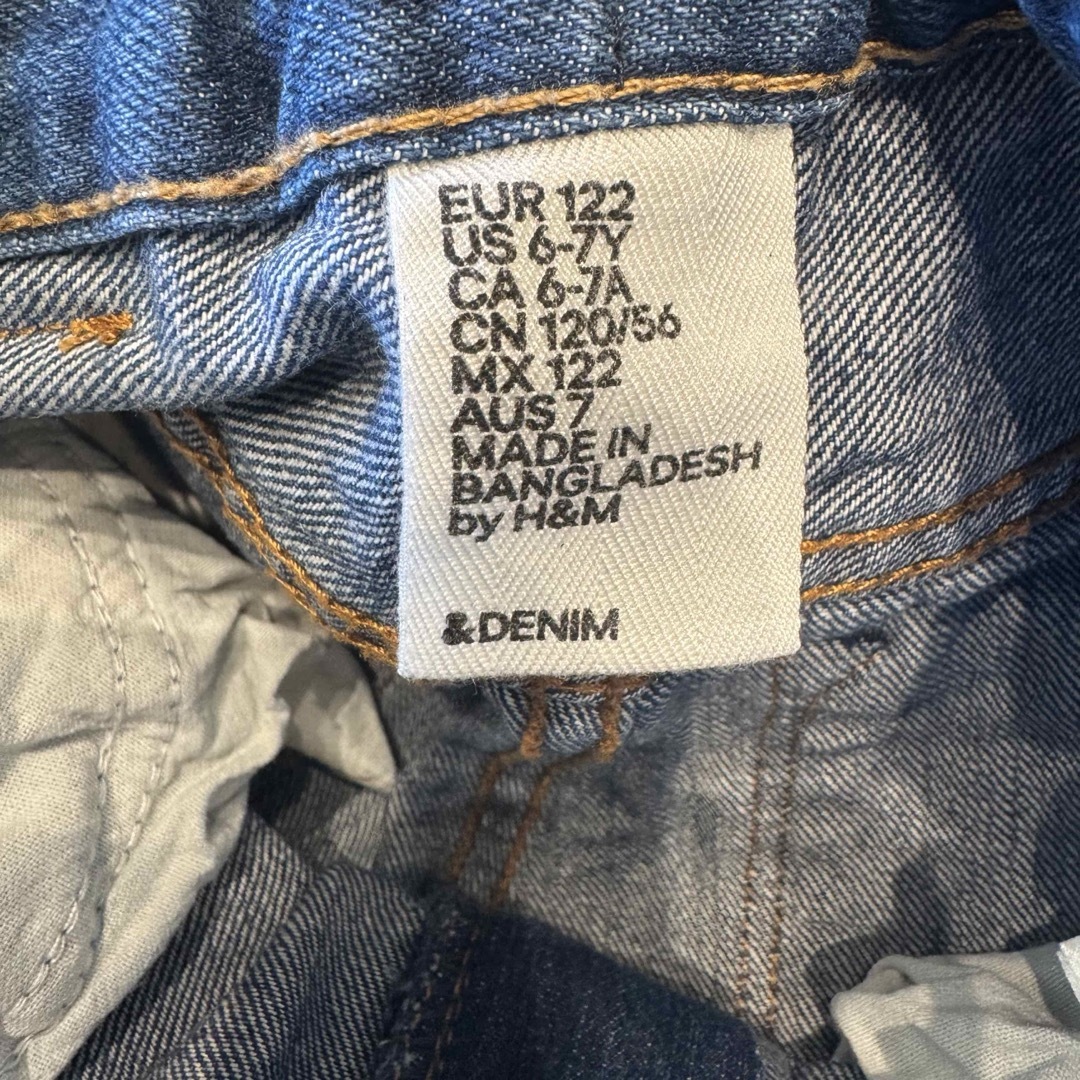 EUR 122
US 6-7Y
CA 6-7A
CN 120/56
MX 122
AUS 7
MADE IN
BANGLADESH
by H&M
&DENIM